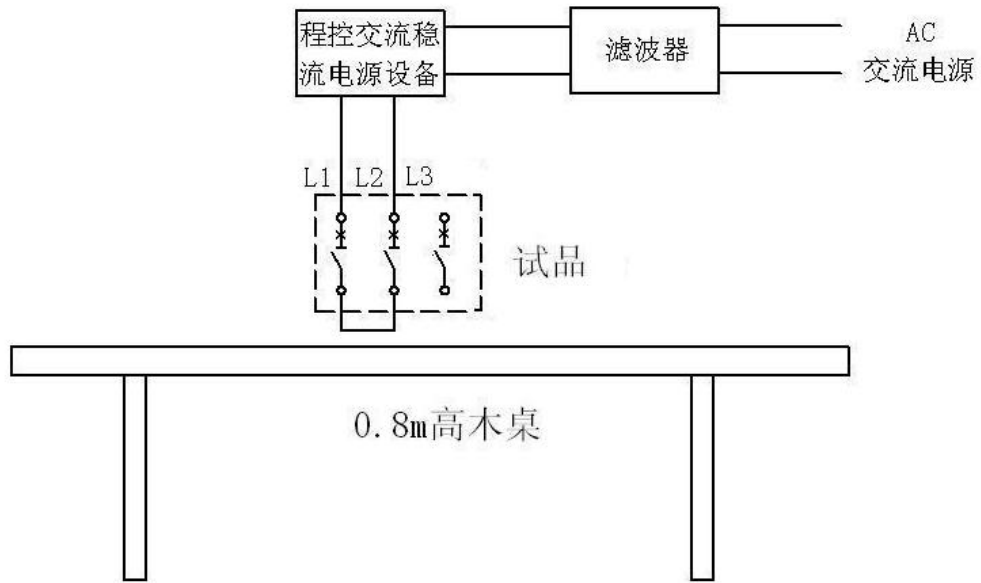 程控交流稳
流电源设备
滤波器
AC
交流电源
L1 L2 L3
试品
0.8m高木桌